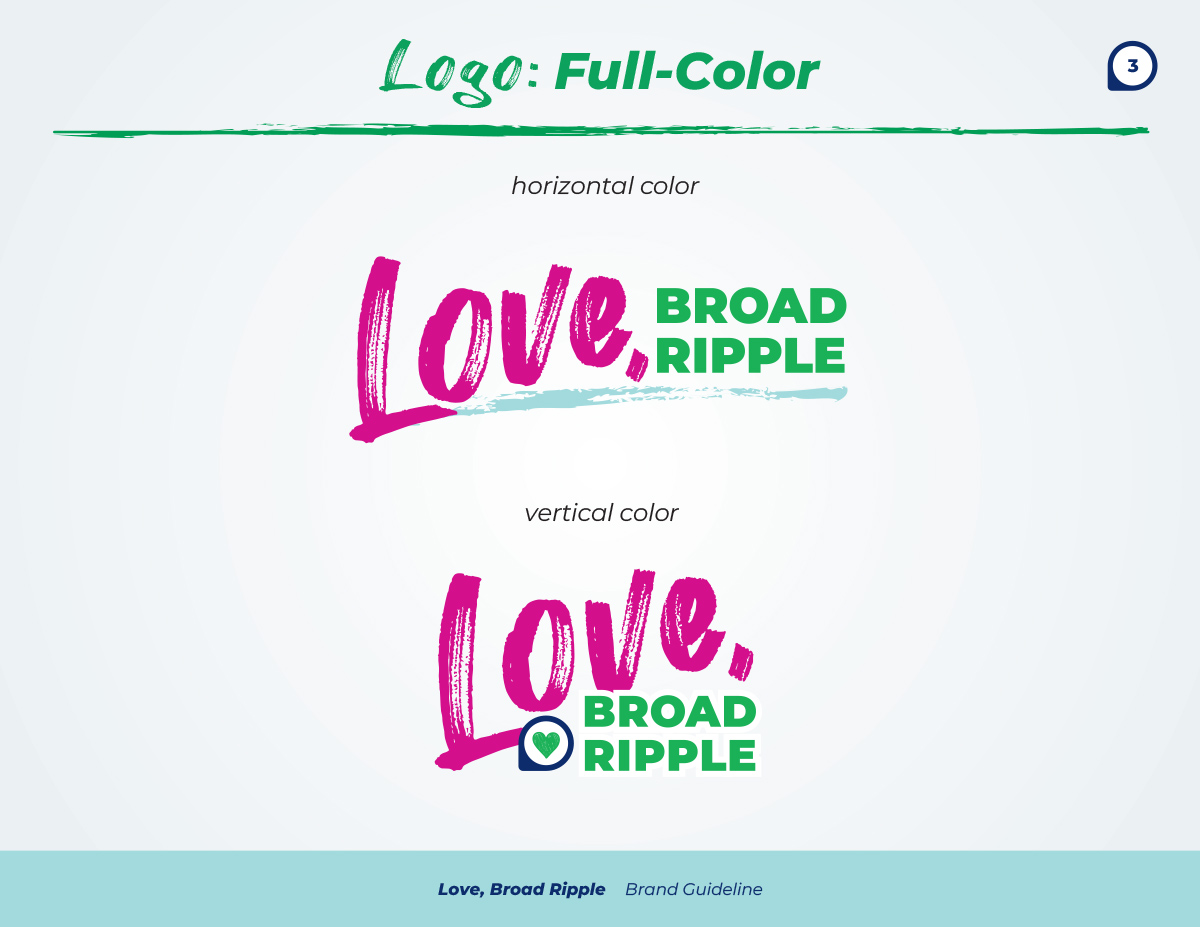 Logo: Full-Color
3
horizontal color
Love, BROAD
RIPPLE
vertical color
Love,
BROAD
RIPPLE
Love, Broad Ripple Brand Guideline